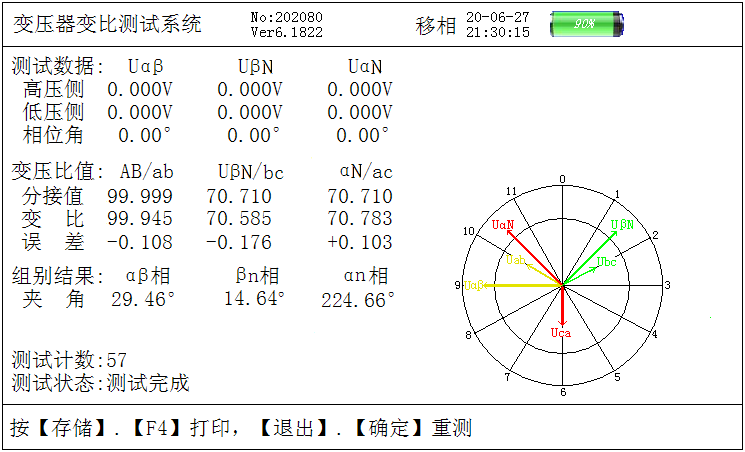 变压器变比测试系统 No:202080 移相 20-06-27 90%
Ver6.1822 21:30:15
测试数据: Uαβ UβN UαN
高压侧 0.000V 0.000V 0.000V
低压侧 0.000V 0.000V 0.000V
相位角 0.00° 0.00° 0.00°
变压比值: AB/ab UβN/bc αN/ac
分接值 99.999 70.710 70.710
变 比 99.945 70.585 70.783
误 差 -0.108 -0.176 +0.103
组别结果: αβ相 βn相 αn相
夹 角 29.46° 14.64° 224.66°
测试计数:57
测试状态:测试完成
0
11 1
UαN UβN
10 2
Uab Ubc
9 Uαβ 3
Uca
8 4
7 5
6
按【存储】.【F4】打印,【退出】.【确定】重测